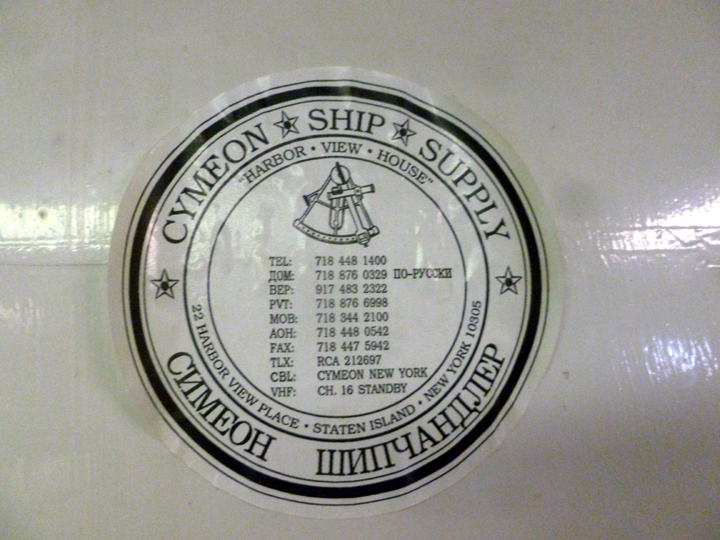 CYMEON ★ SHIP ★ SUPPLY
"HARBOR • VIEW • HOUSE"
TEL: 718 448 1400
ДОМ: 718 876 0329 ПО-РУССКИ
BEP: 917 483 2322
PVT: 718 876 6998
MOB: 718 344 2100
AOH: 718 448 0542
FAX: 718 447 5942
TLX: RCA 212697
CBL: CYMEON NEW YORK
VHF: CH. 16 STANDBY
22 HARBOR VIEW PLACE • STATEN ISLAND • NEW YORK 10305
СИМЕОН ШИПЧАНДЛЕР